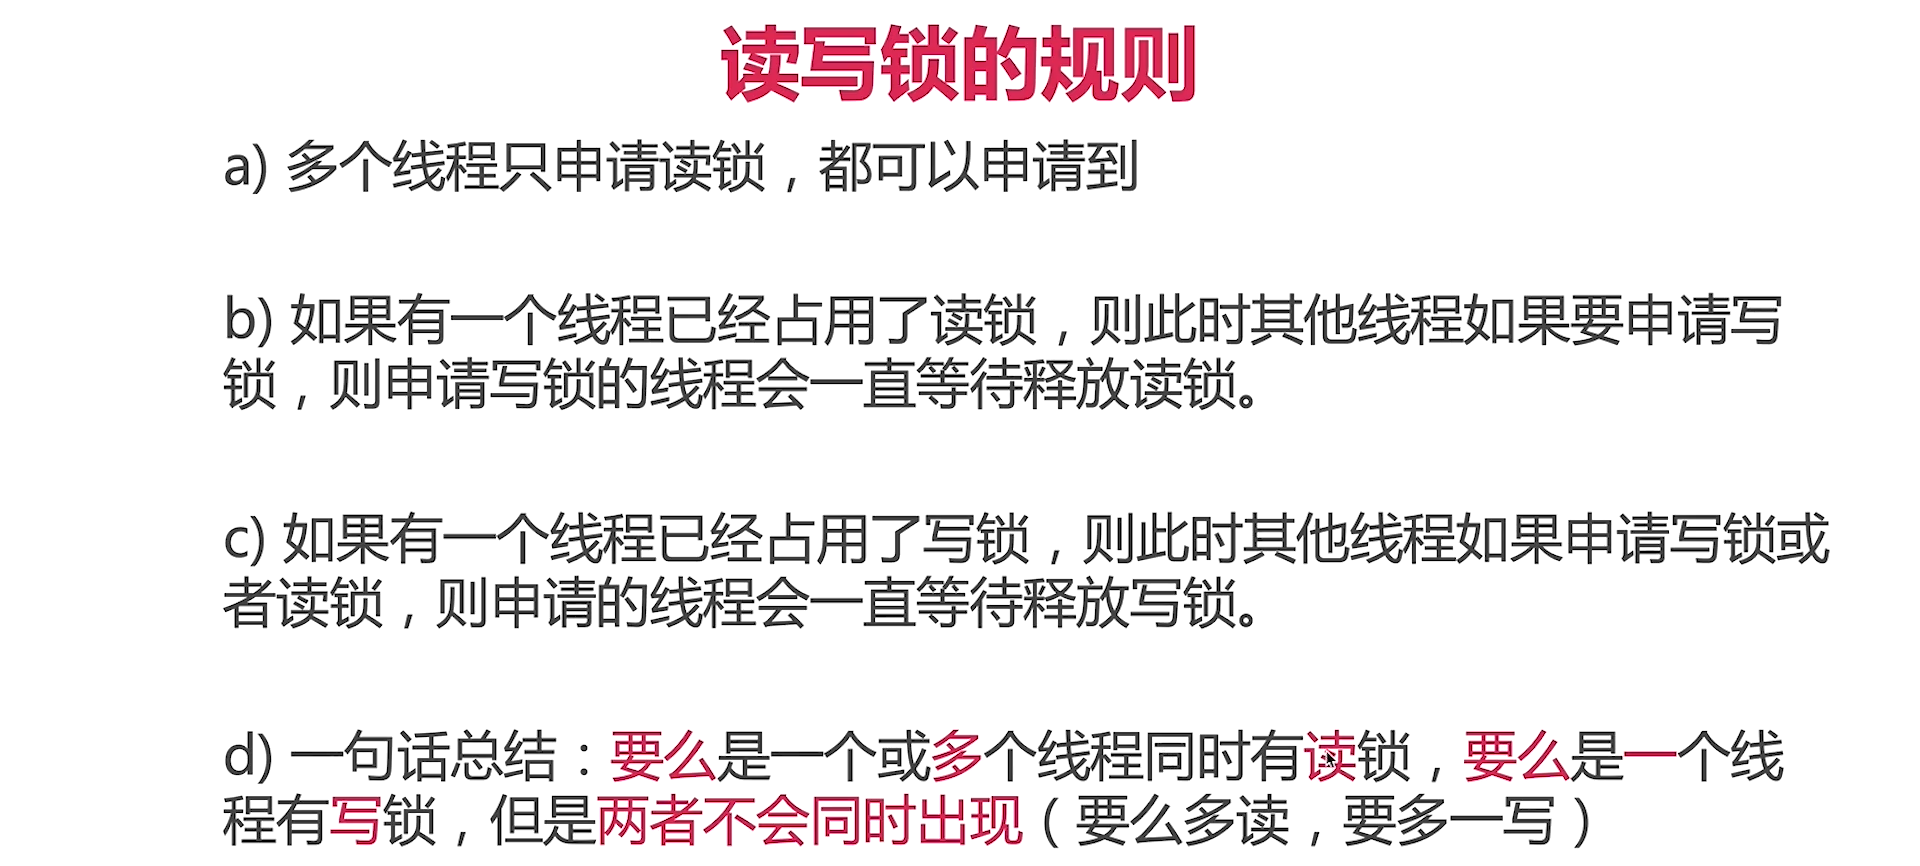 读写锁的规则
a) 多个线程只申请读锁，都可以申请到
b) 如果有一个线程已经占用了读锁，则此时其他线程如果要申请写
锁，则申请写锁的线程会一直等待释放读锁。
c) 如果有一个线程已经占用了写锁，则此时其他线程如果申请写锁或
者读锁，则申请的线程会一直等待释放写锁。
d) 一句话总结：要么是一个或多个线程同时有读锁，要么是一个线
程有写锁，但是两者不会同时出现（要么多读，要多一写）